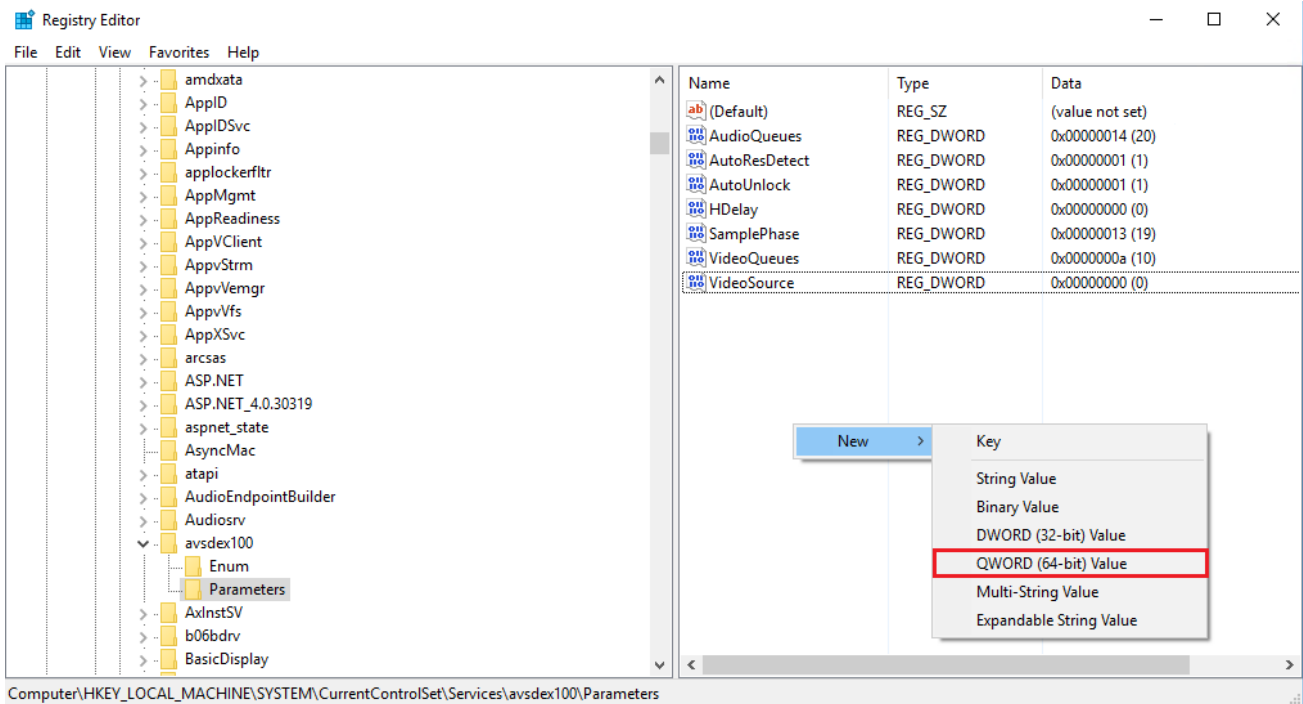 Registry Editor
File Edit View Favorites Help
amdxata
AppID
AppIDSvc
Appinfo
applockerfltr
AppMgmt
AppReadiness
AppVClient
AppvStrm
AppvVemgr
AppvVfs
AppXSvc
arcsas
ASP.NET
ASP.NET_4.0.30319
aspnet_state
AsyncMac
atapi
AudioEndpointBuilder
Audiosrv
avsdex100
Enum
Parameters
AxInstSV
b06bdrv
BasicDisplay
Name Type Data
(Default) REG_SZ (value not set)
AudioQueues REG_DWORD 0x00000014 (20)
AutoResDetect REG_DWORD 0x00000001 (1)
AutoUnlock REG_DWORD 0x00000001 (1)
HDelay REG_DWORD 0x00000000 (0)
SamplePhase REG_DWORD 0x00000013 (19)
VideoQueues REG_DWORD 0x0000000a (10)
VideoSource REG_DWORD 0x00000000 (0)
New
Key
String Value
Binary Value
DWORD (32-bit) Value
QWORD (64-bit) Value
Multi-String Value
Expandable String Value
Computer\HKEY_LOCAL_MACHINE\SYSTEM\CurrentControlSet\Services\avsdex100\Parameters